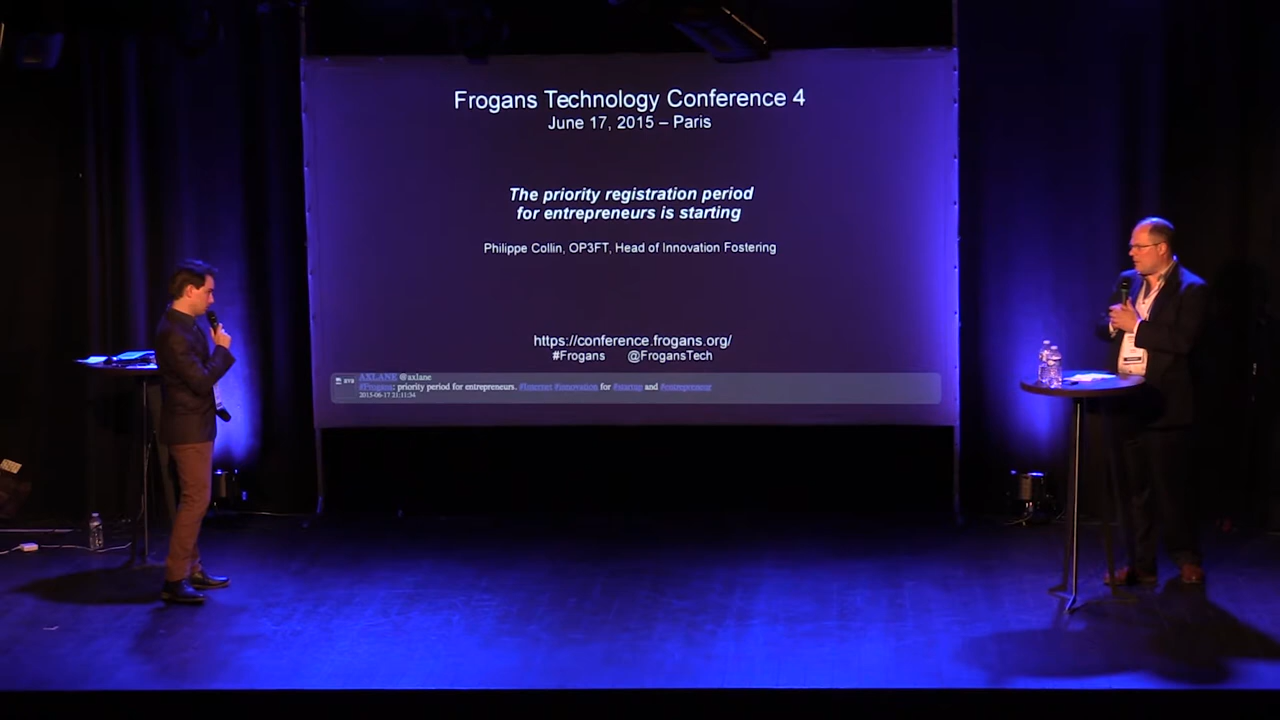 Frogans Technology Conference 4
June 17, 2015 – Paris
The priority registration period
for entrepreneurs is starting
Philippe Collin, OP3FT, Head of Innovation Fostering
https://conference.frogans.org/
#Frogans @FrogansTech
AXLANE @axlane
#Frogans: priority period for entrepreneurs. #Internet #innovation for #startup and #entrepreneur
2015-06-17 21:11:34